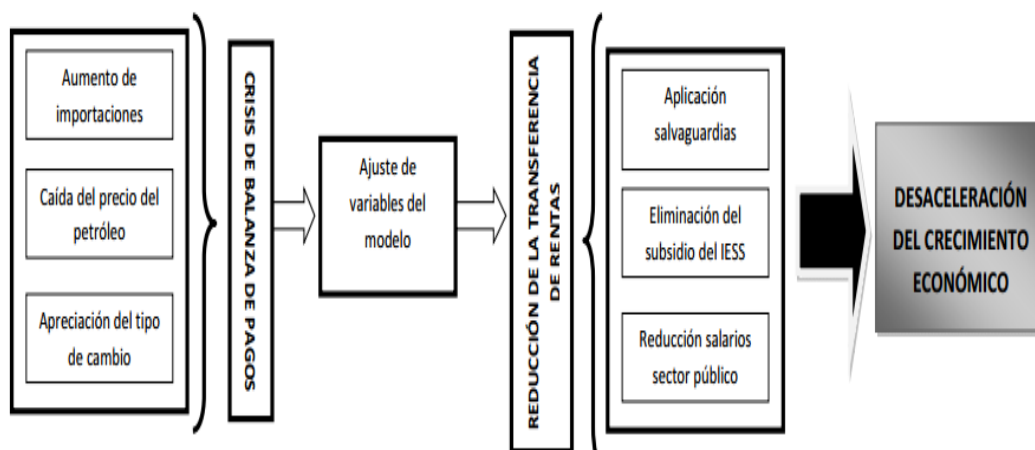 Aumento de
importaciones
Caída del precio del
petróleo
Apreciación del tipo
de cambio
CRISIS DE BALANZA DE PAGOS
Ajuste de
variables del
modelo
REDUCCIÓN DE LA TRANSFERENCIA
DE RENTAS
Aplicación
salvaguardias
Eliminación del
subsidio del IESS
Reducción salarios
sector público
DESACELERACIÓN
DEL CRECIMIENTO
ECONÓMICO